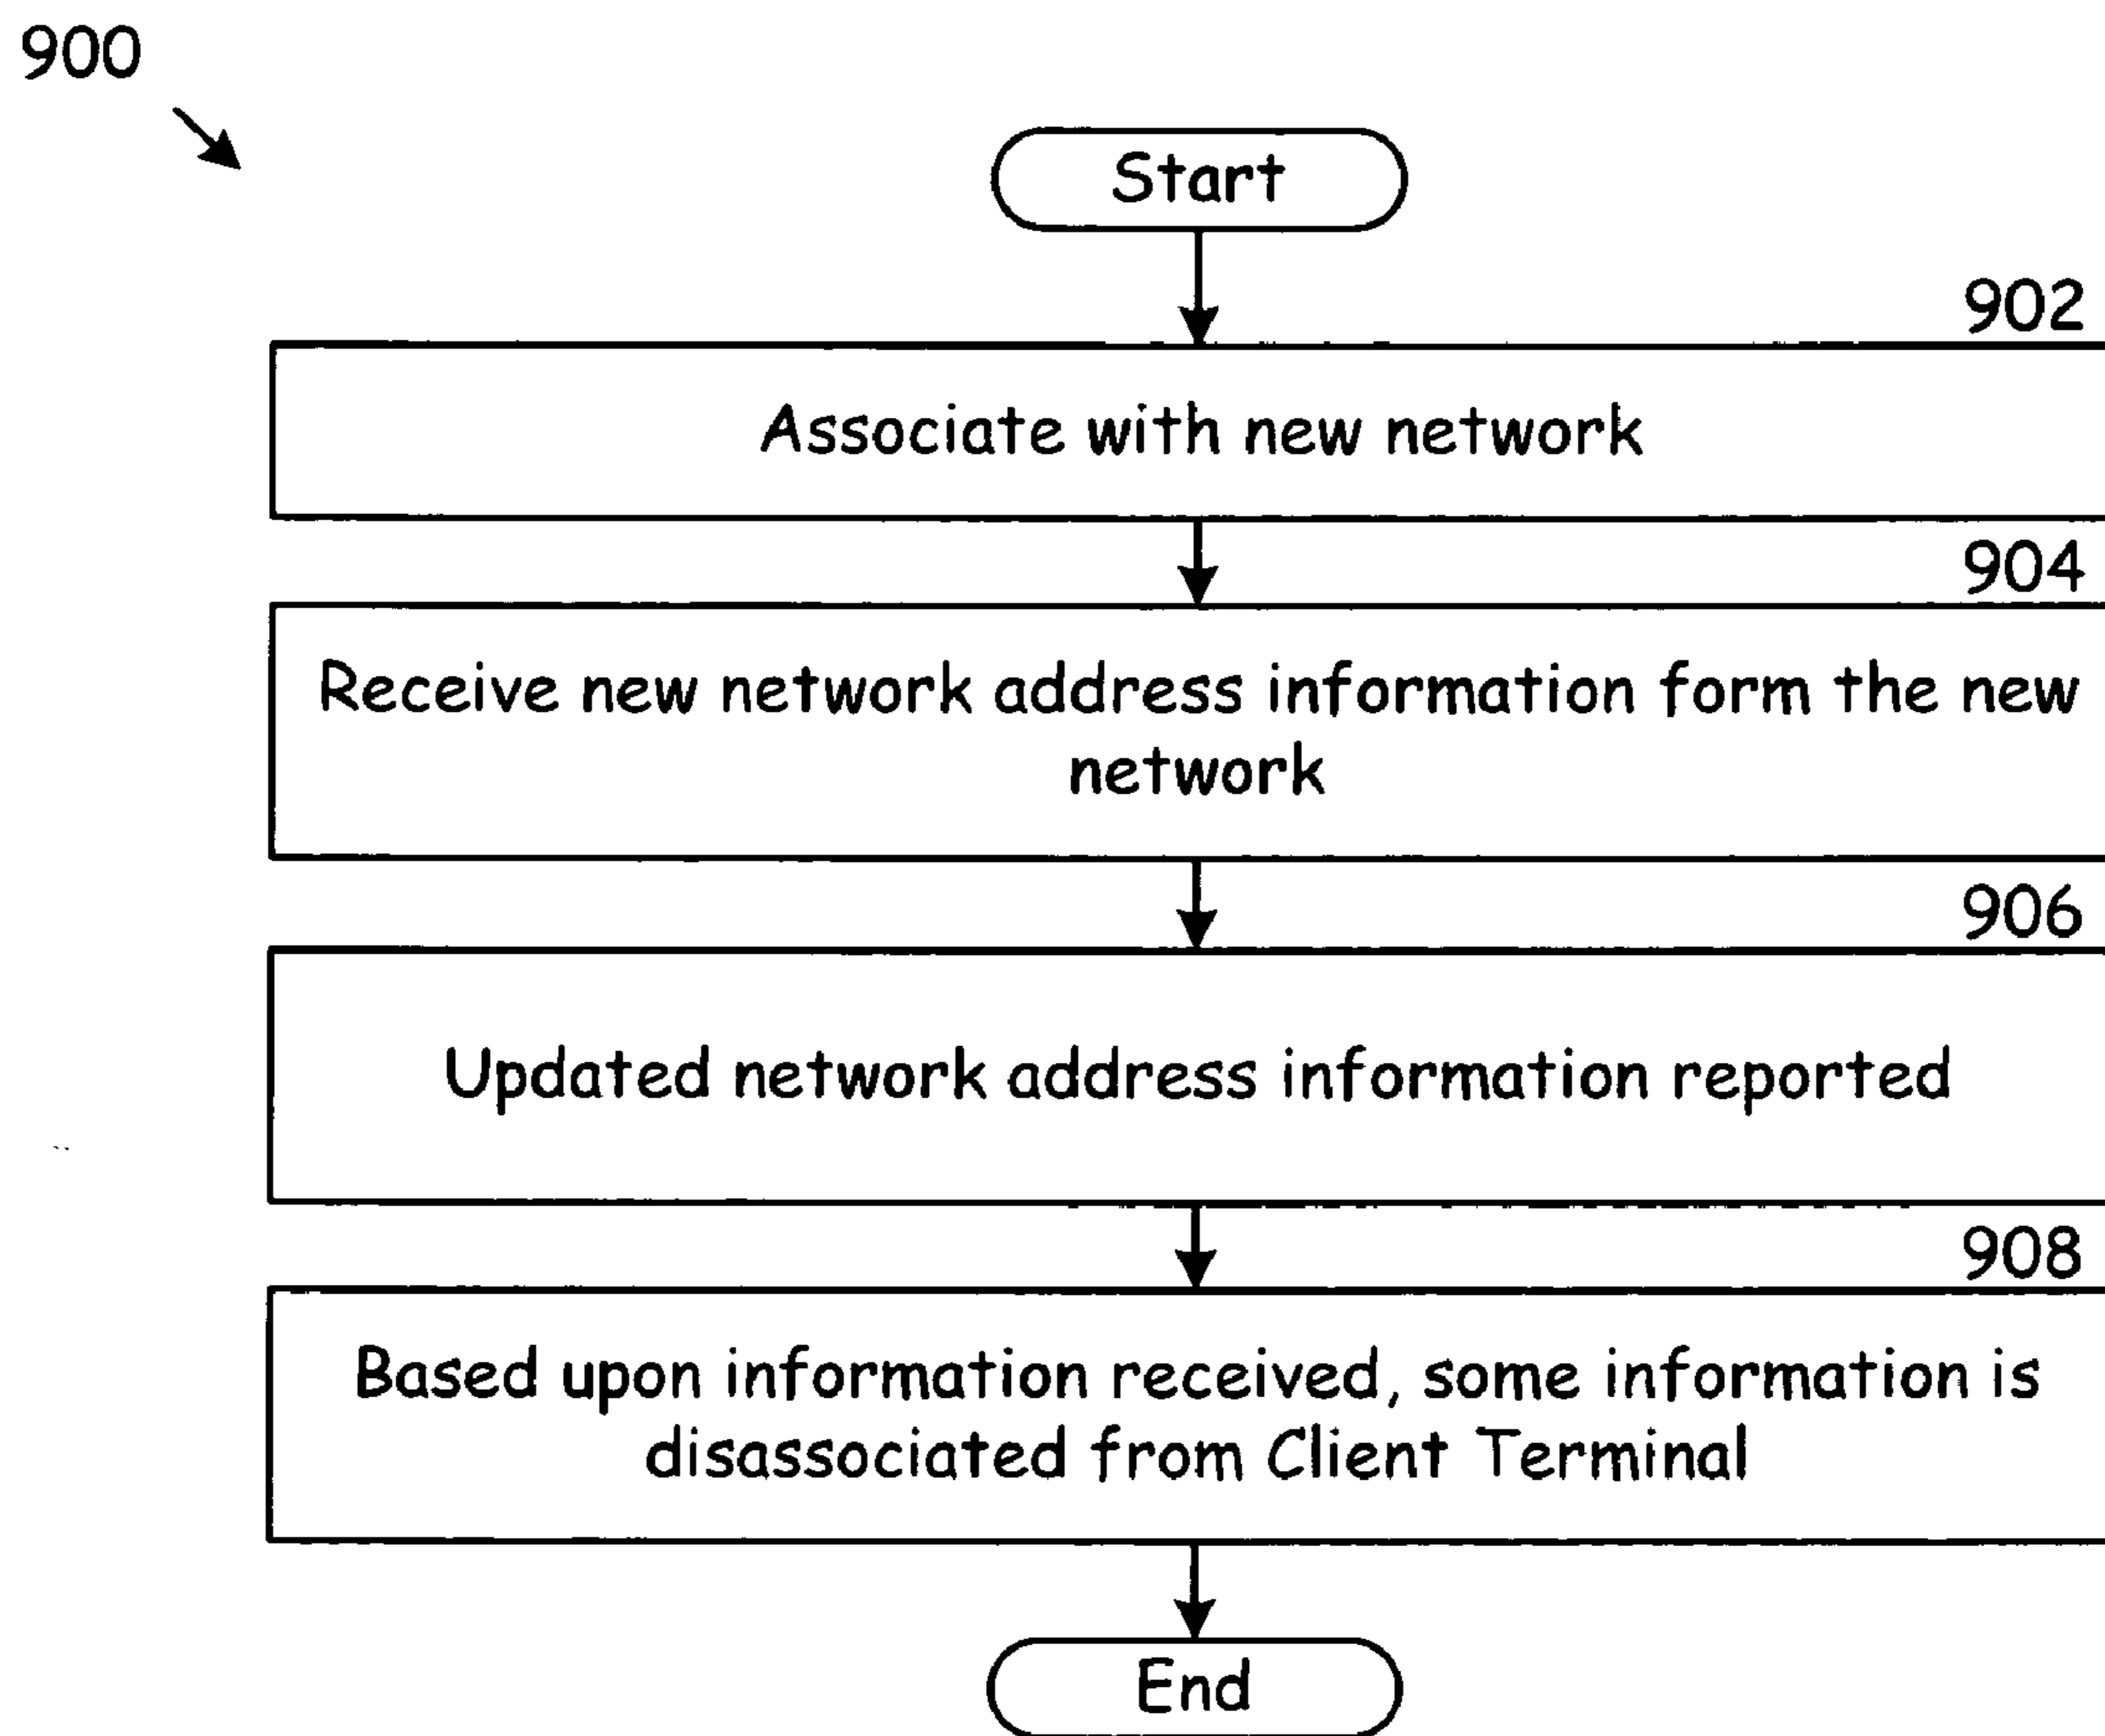 900
Start
902
Associate with new network
904
Receive new network address information form the new
network
906
Updated network address information reported
908
Based upon information received, some information is
disassociated from Client Terminal
End